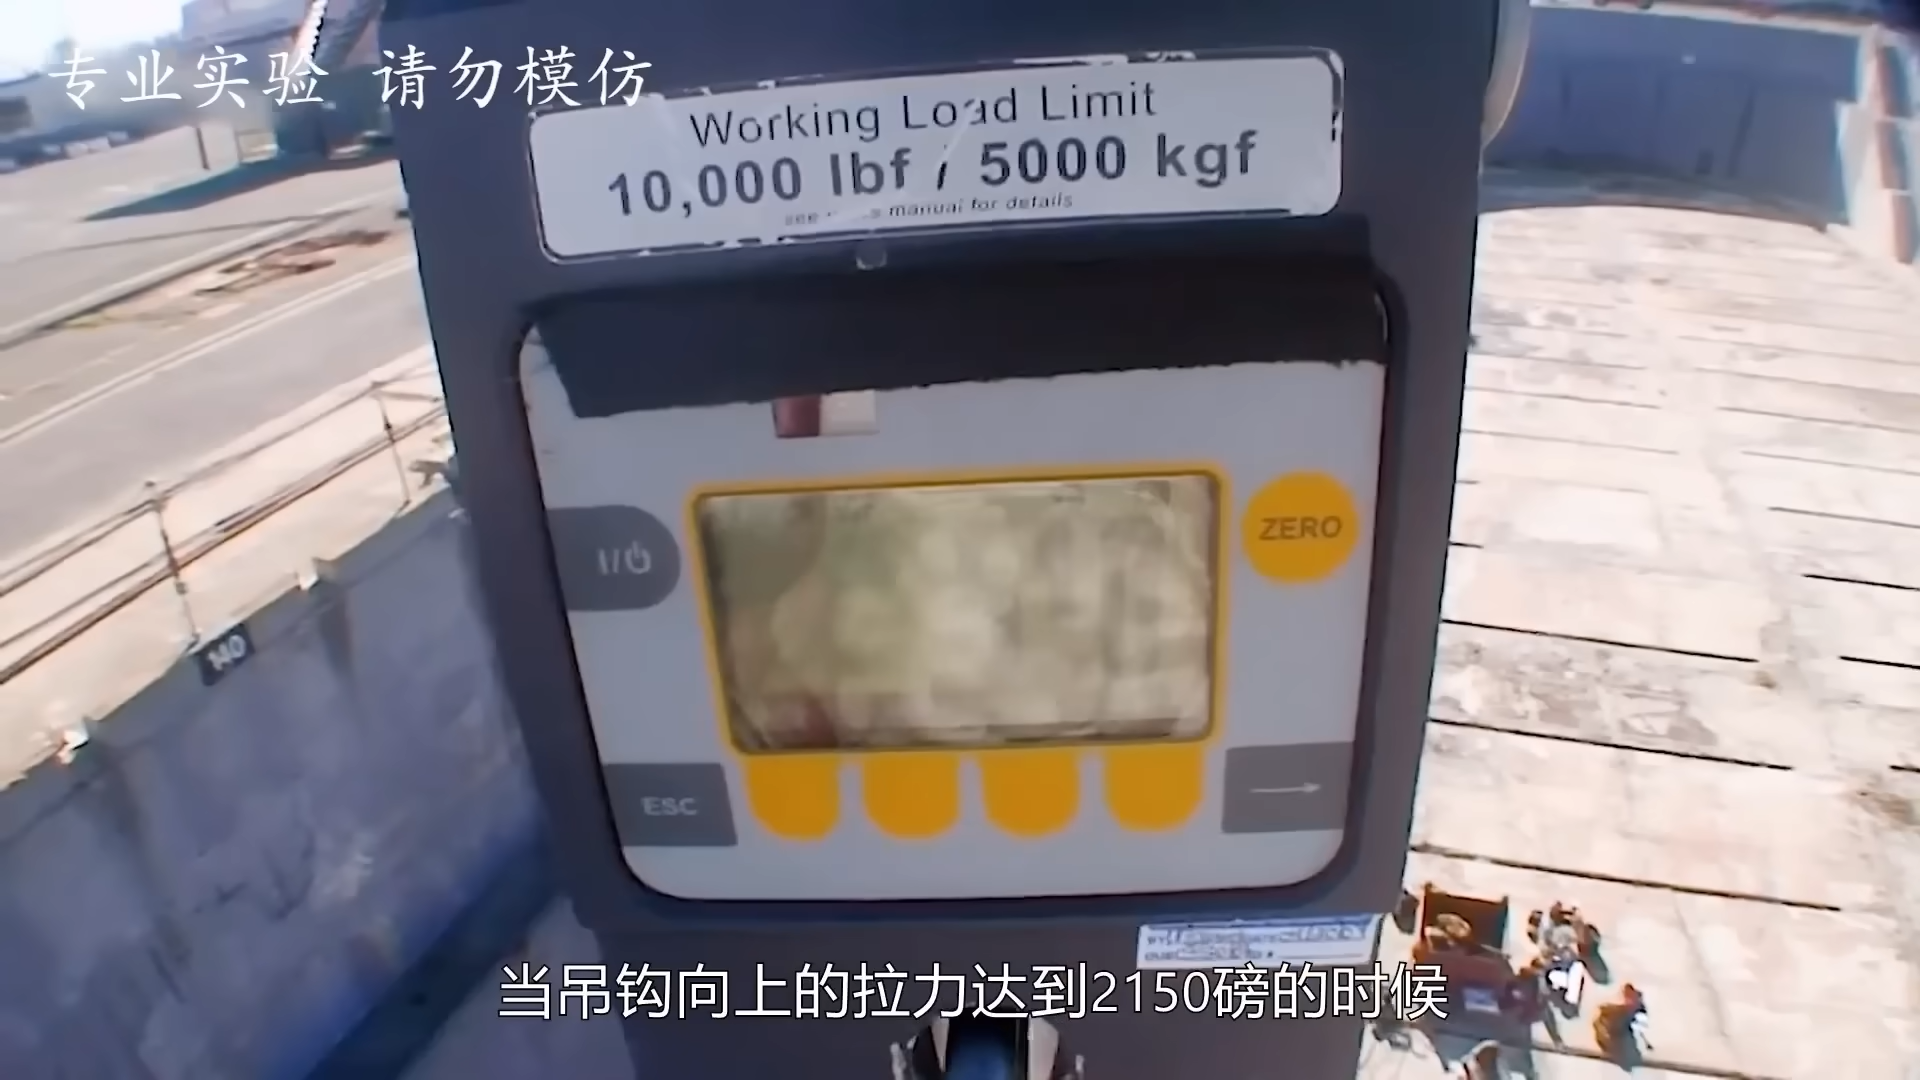 专业实验 请勿模仿
Working Load Limit
10,000 lbf / 5000 kgf
see manual for details
I/⏻
ZERO
140
ESC
当吊钩向上的拉力达到2150磅的时候